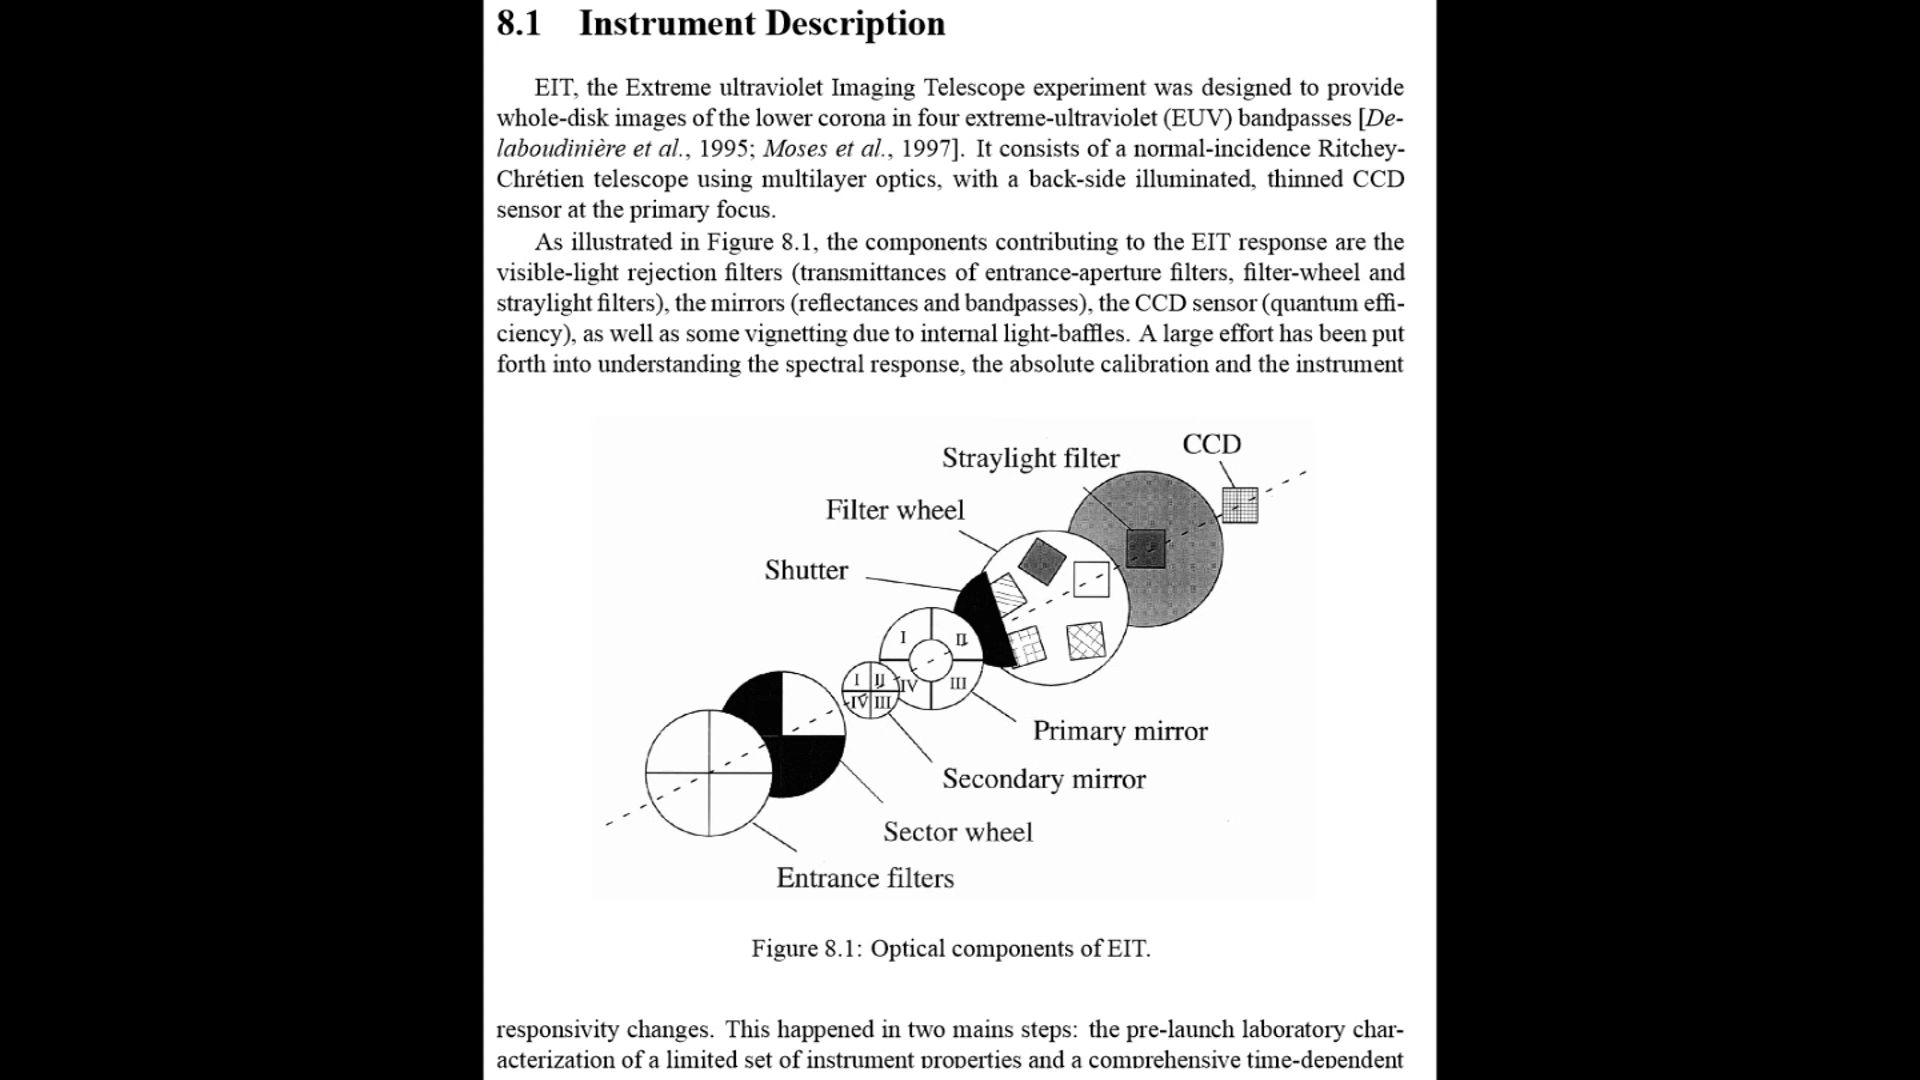 8.1 Instrument Description
EIT, the Extreme ultraviolet Imaging Telescope experiment was designed to provide
whole-disk images of the lower corona in four extreme-ultraviolet (EUV) bandpasses [De-
laboudinière et al., 1995; Moses et al., 1997]. It consists of a normal-incidence Ritchey-
Chrétien telescope using multilayer optics, with a back-side illuminated, thinned CCD
sensor at the primary focus.
As illustrated in Figure 8.1, the components contributing to the EIT response are the
visible-light rejection filters (transmittances of entrance-aperture filters, filter-wheel and
straylight filters), the mirrors (reflectances and bandpasses), the CCD sensor (quantum effi-
ciency), as well as some vignetting due to internal light-baffles. A large effort has been put
forth into understanding the spectral response, the absolute calibration and the instrument
CCD
Straylight filter
Filter wheel
Shutter
I II
IV III
I II
IV III
Primary mirror
Secondary mirror
Sector wheel
Entrance filters
Figure 8.1: Optical components of EIT.
responsivity changes. This happened in two mains steps: the pre-launch laboratory char-
acterization of a limited set of instrument properties and a comprehensive time-dependent